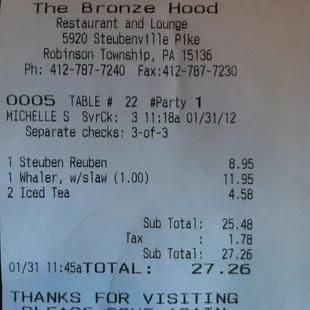 The Bronze Hood
Restaurant and Lounge
5920 Steubenville Pike
Robinson Township, PA 15136
Ph: 412-787-7240 Fax:412-787-7230
0005 TABLE # 22 #Party 1
MICHELLE S SvrCk: 3 11:18a 01/31/12
Separate checks: 3-of-3
1 Steuben Reuben 8.95
1 Whaler, w/slaw (1.00) 11.95
2 Iced Tea 4.58
Sub Total: 25.48
Tax : 1.78
Sub Total: 27.26
01/31 11:45a TOTAL: 27.26
THANKS FOR VISITING
PLEASE COME AGAIN